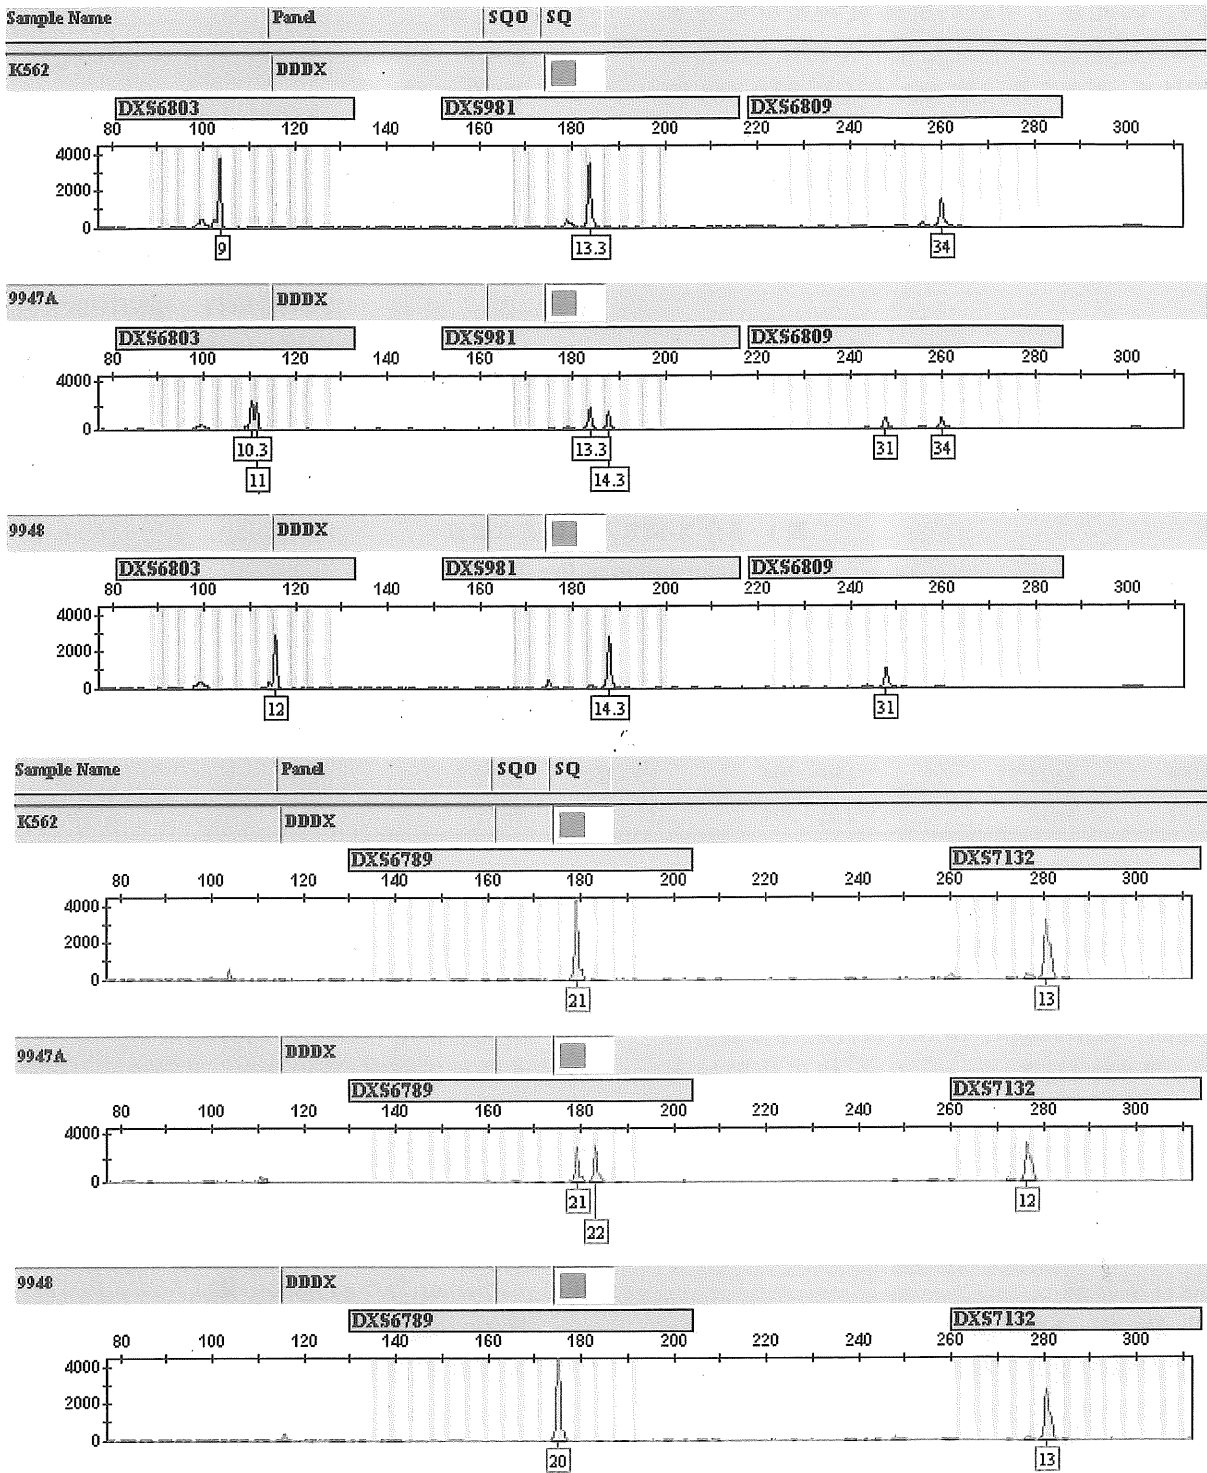 Sample Name Panel SQO SQ
K562 DDDX
DXS6803 DXS981 DXS6809
80 100 120 140 160 180 200 220 240 260 280 300
4000
2000
0
9 13.3 34
9947A DDDX
DXS6803 DXS981 DXS6809
80 100 120 140 160 180 200 220 240 260 280 300
4000
0
10.3 13.3 31 34
11 14.3
9948 DDDX
DXS6803 DXS981 DXS6809
80 100 120 140 160 180 200 220 240 260 280 300
4000
2000
0
12 14.3 31
Sample Name Panel SQO SQ
K562 DDDX
DXS6789 DXS7132
80 100 120 140 160 180 200 220 240 260 280 300
4000
2000
0
21 13
9947A DDDX
DXS6789 DXS7132
80 100 120 140 160 180 200 220 240 260 280 300
4000
0
21 12
22
9948 DDDX
DXS6789 DXS7132
80 100 120 140 160 180 200 220 240 260 280 300
4000
2000
0
20 13